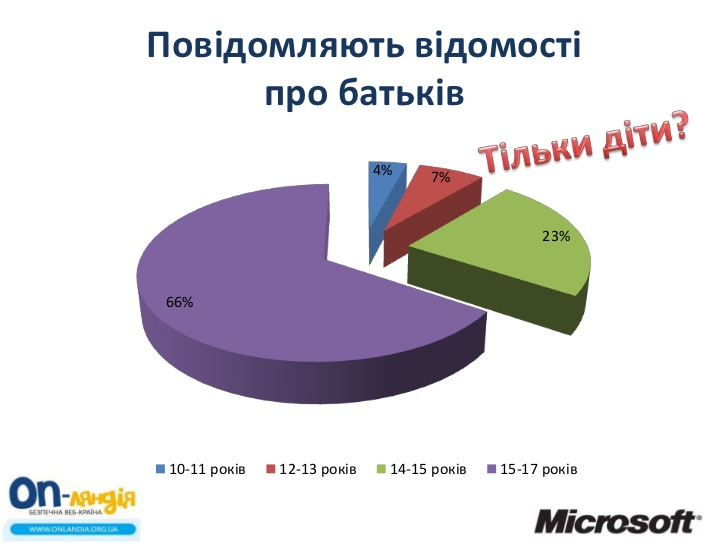 Повідомляють відомості
про батьків
Тільки діти?
4%
7%
23%
66%
10-11 років
12-13 років
14-15 років
15-17 років
Оп-ляндія
БЕЗПЕЧНА ВЕБ-КРАЇНА
WWW.ONLANDIA.ORG.UA
Microsoft®